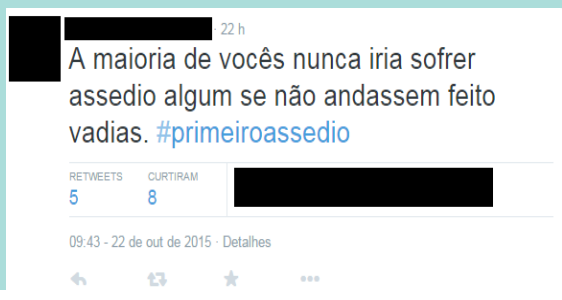 · 22 h
A maioria de vocês nunca iria sofrer
assedio algum se não andassem feito
vadias. #primeiroassedio
RETWEETS CURTIRAM
5 8
09:43 - 22 de out de 2015 · Detalhes